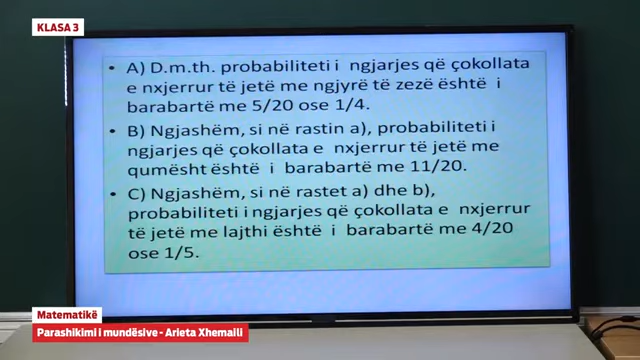 KLASA 3
• A) D.m.th. probabiliteti i ngjarjes që çokollata
e nxjerrur të jetë me ngjyrë të zezë është i
barabartë me 5/20 ose 1/4.
• B) Ngjashëm, si në rastin a), probabiliteti i
ngjarjes që çokollata e nxjerrur të jetë me
qumësht është i barabartë me 11/20.
• C) Ngjashëm, si në rastet a) dhe b),
probabiliteti i ngjarjes që çokollata e nxjerrur
të jetë me lajthi është i barabartë me 4/20
ose 1/5.
Matematikë
Parashikimi i mundësive - Arieta Xhemaili